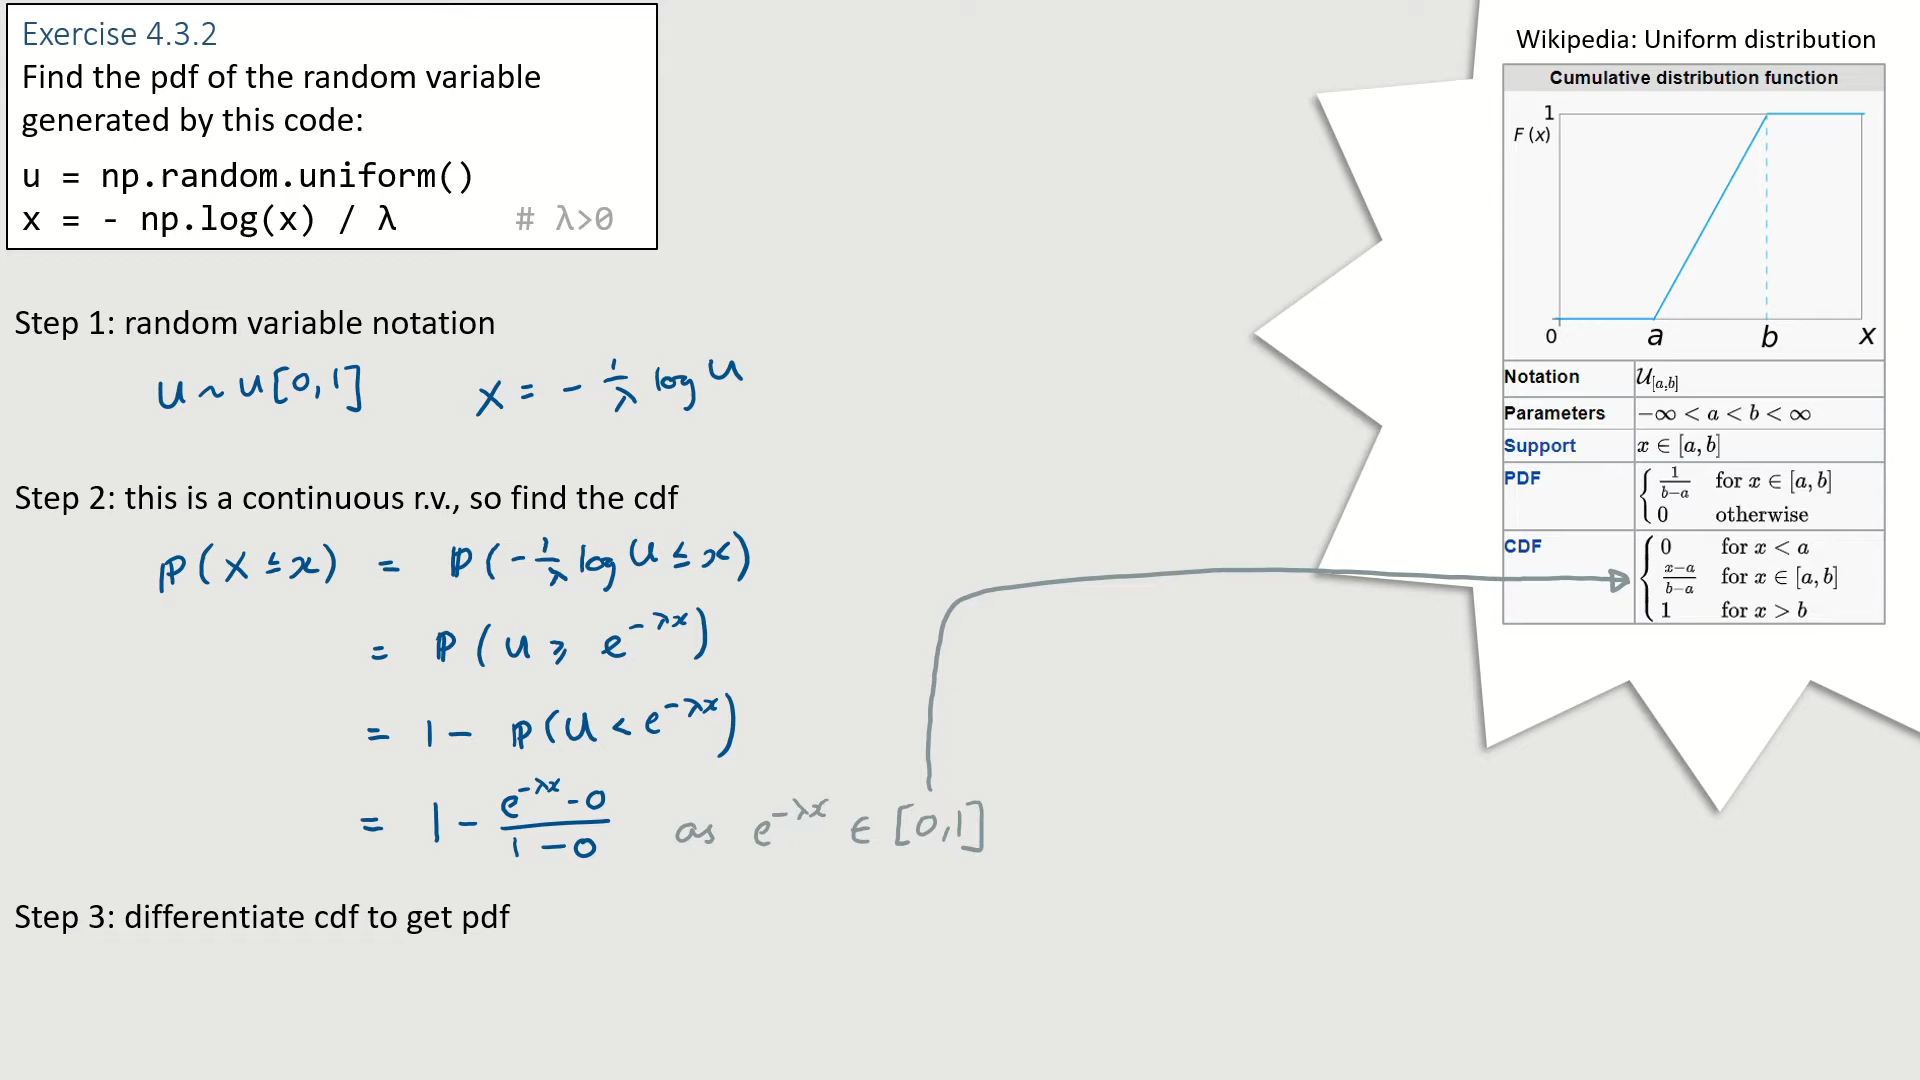 Exercise 4.3.2
Find the pdf of the random variable
generated by this code:
u = np.random.uniform()
x = - np.log(x) / λ # λ>0
Step 1: random variable notation
U ~ U[0,1] X = - 1/λ log U
Step 2: this is a continuous r.v., so find the cdf
ℙ(X ≤ x) = ℙ(-1/λ log U ≤ x)
= ℙ(U ⩾ e^{-λx})
= 1 - ℙ(U < e^{-λx})
= 1 - (e^{-λx} - 0)/(1 - 0) as e^{-λx} ∈ [0,1]
Step 3: differentiate cdf to get pdf
Wikipedia: Uniform distribution
Cumulative distribution function
1
F (x)
0 a b x
Notation 𝒰[a,b]
Parameters −∞ < a < b < ∞
Support x ∈ [a, b]
PDF { 1/(b−a) for x ∈ [a, b]
0 otherwise
CDF { 0 for x < a
(x−a)/(b−a) for x ∈ [a, b]
1 for x > b